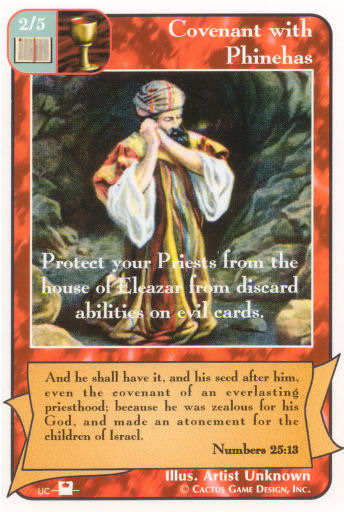 2/5
Covenant with
Phinehas
Protect your Priests from the
house of Eleazar from discard
abilities on evil cards.
And he shall have it, and his seed after him,
even the covenant of an everlasting
priesthood; because he was zealous for his
God, and made an atonement for the
children of Israel.
Numbers 25:13
Illus. Artist Unknown
UC
© Cactus Game Design, Inc.